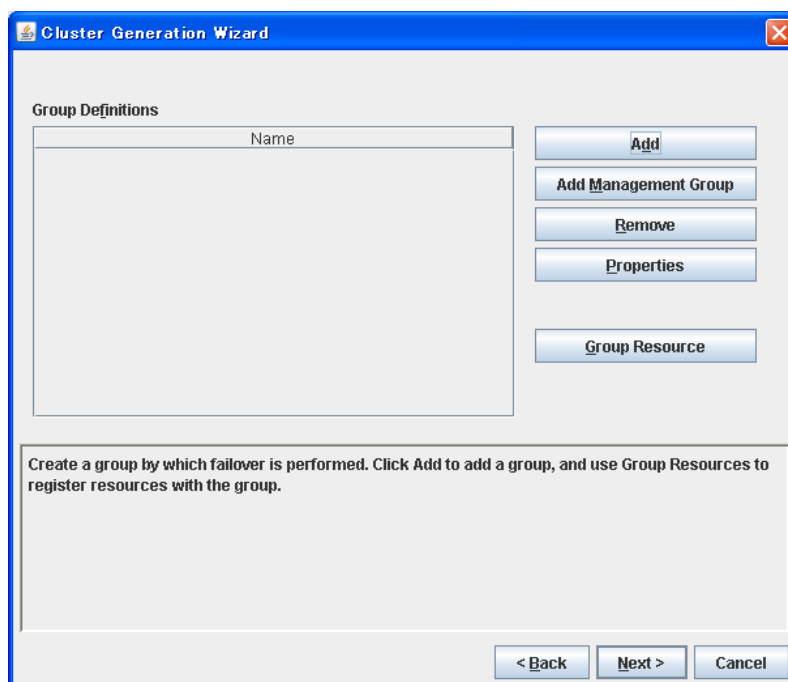 Cluster Generation Wizard
Group Definitions
Name
Add
Add Management Group
Remove
Properties
Group Resource
Create a group by which failover is performed. Click Add to add a group, and use Group Resources to
register resources with the group.
< Back
Next >
Cancel